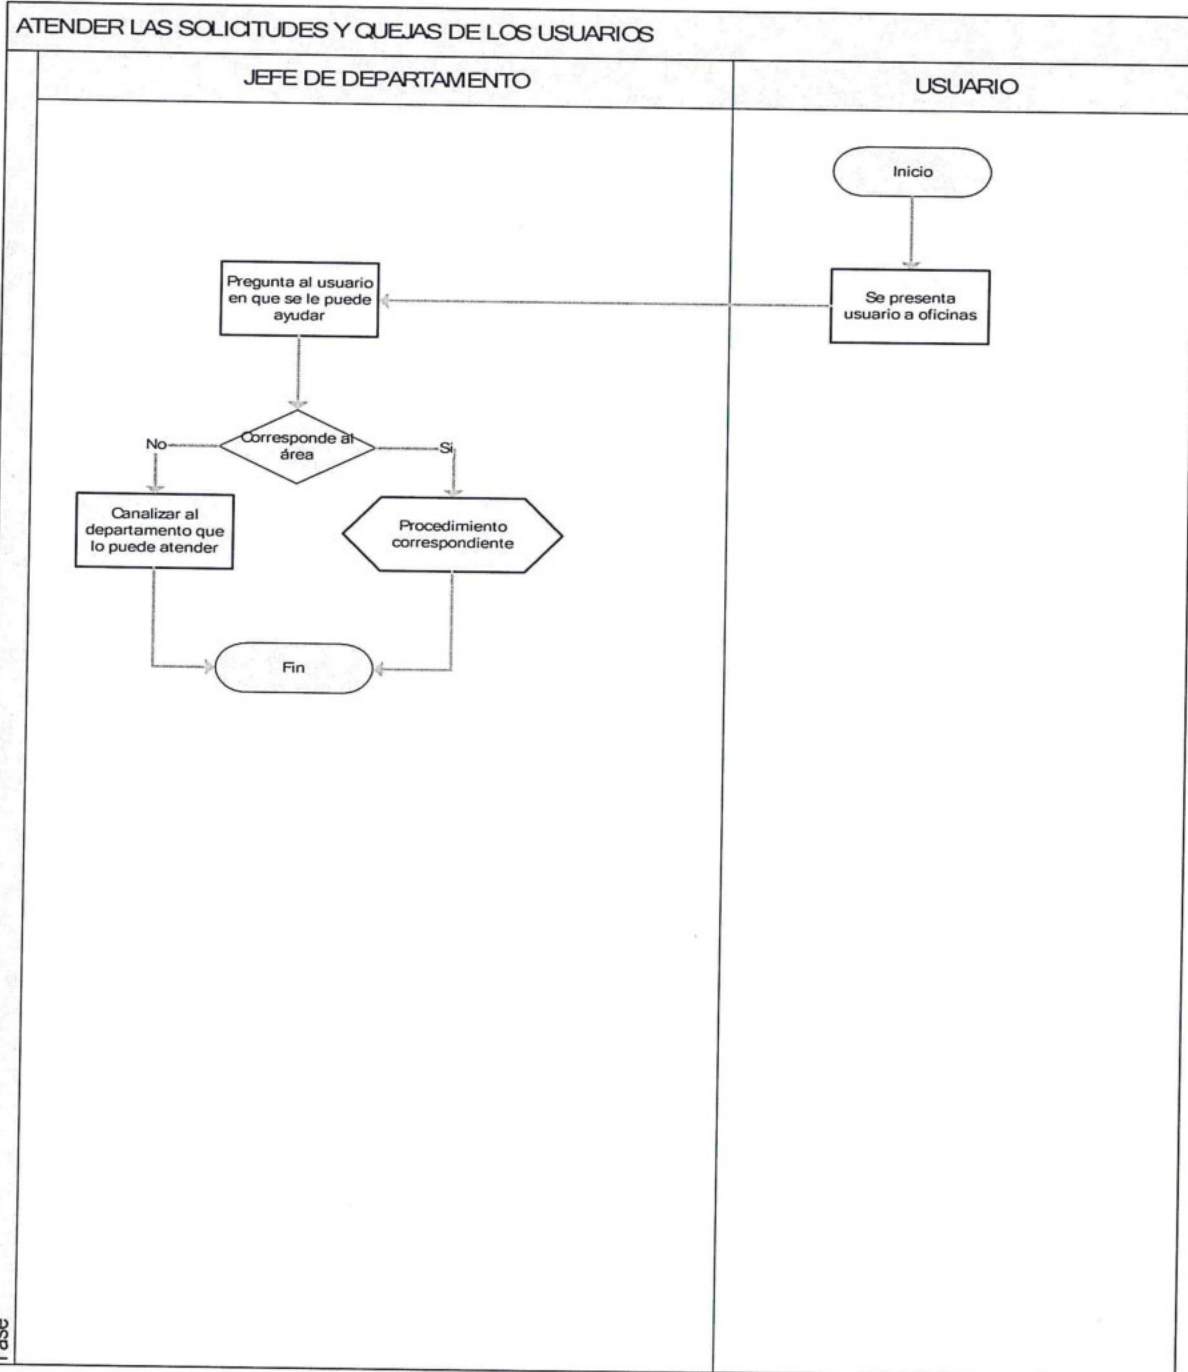 ATENDER LAS SOLICITUDES Y QUEJAS DE LOS USUARIOS
JEFE DE DEPARTAMENTO
USUARIO
Inicio
Se presenta
usuario a oficinas
Pregunta al usuario
en que se le puede
ayudar
Corresponde al
área
No
Si
Canalizar al
departamento que
lo puede atender
Procedimiento
correspondiente
Fin
Fase